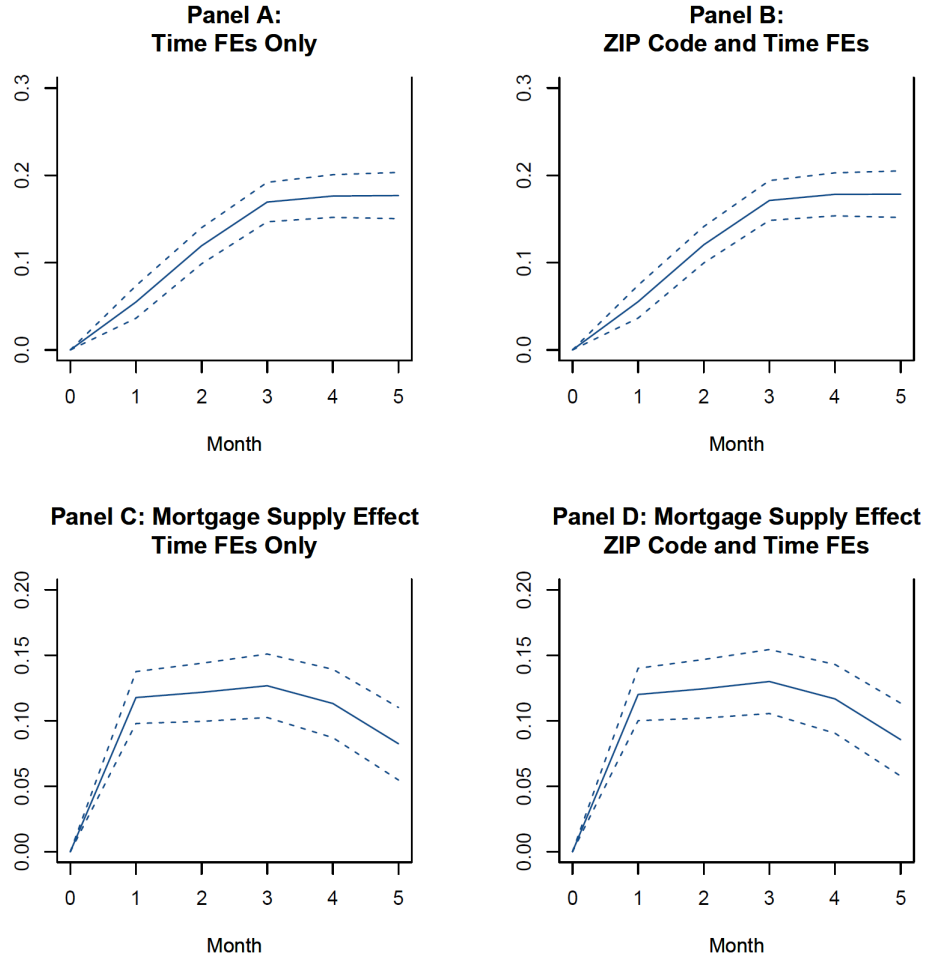 Panel A:
Time FEs Only
0.3
0.2
0.1
0.0
0 1 2 3 4 5
Month
Panel B:
ZIP Code and Time FEs
0.3
0.2
0.1
0.0
0 1 2 3 4 5
Month
Panel C: Mortgage Supply Effect
Time FEs Only
0.20
0.15
0.10
0.05
0.00
0 1 2 3 4 5
Month
Panel D: Mortgage Supply Effect
ZIP Code and Time FEs
0.20
0.15
0.10
0.05
0.00
0 1 2 3 4 5
Month